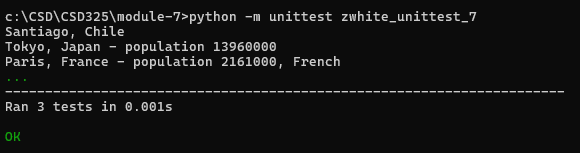 c:\CSD\CSD325\module-7>python -m unittest zwhite_unittest_7
Santiago, Chile
Tokyo, Japan - population 13960000
Paris, France - population 2161000, French
...
----------------------------------------------------------------------
Ran 3 tests in 0.001s
OK